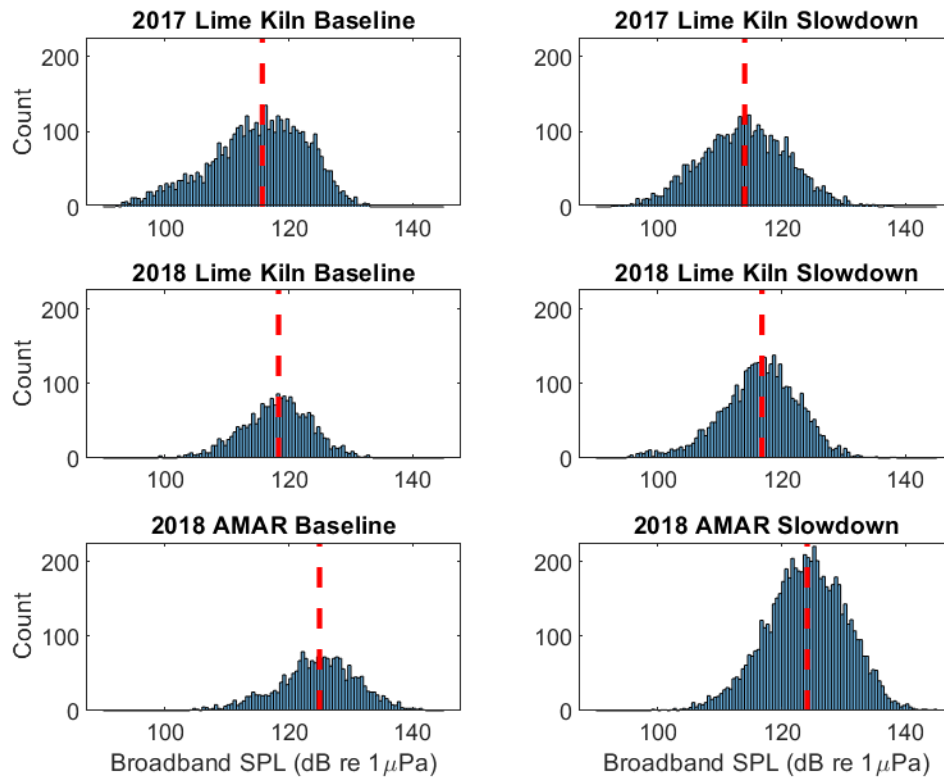 2017 Lime Kiln Baseline
2017 Lime Kiln Slowdown
200
100
0
Count
100 120 140
200
100
0
100 120 140
2018 Lime Kiln Baseline
2018 Lime Kiln Slowdown
200
100
0
Count
100 120 140
200
100
0
100 120 140
2018 AMAR Baseline
2018 AMAR Slowdown
200
100
0
Count
100 120 140
200
100
0
100 120 140
Broadband SPL (dB re 1μPa)
Broadband SPL (dB re 1μPa)